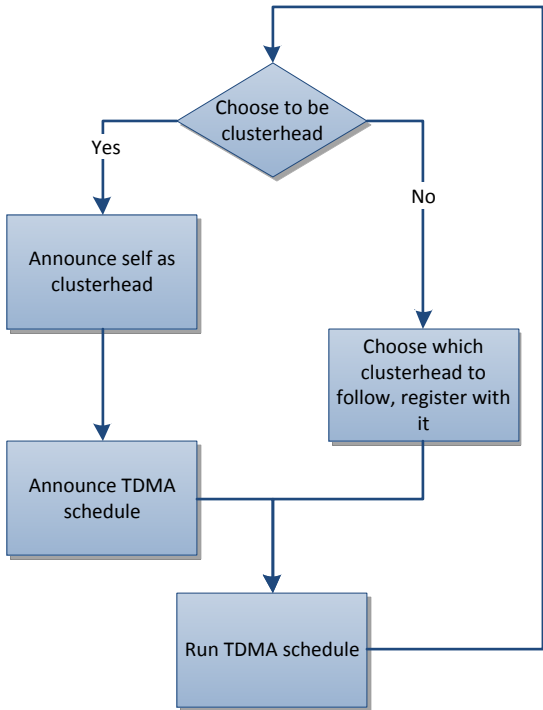 Choose to be
clusterhead
Yes
No
Announce self as
clusterhead
Choose which
clusterhead to
follow, register with
it
Announce TDMA
schedule
Run TDMA schedule